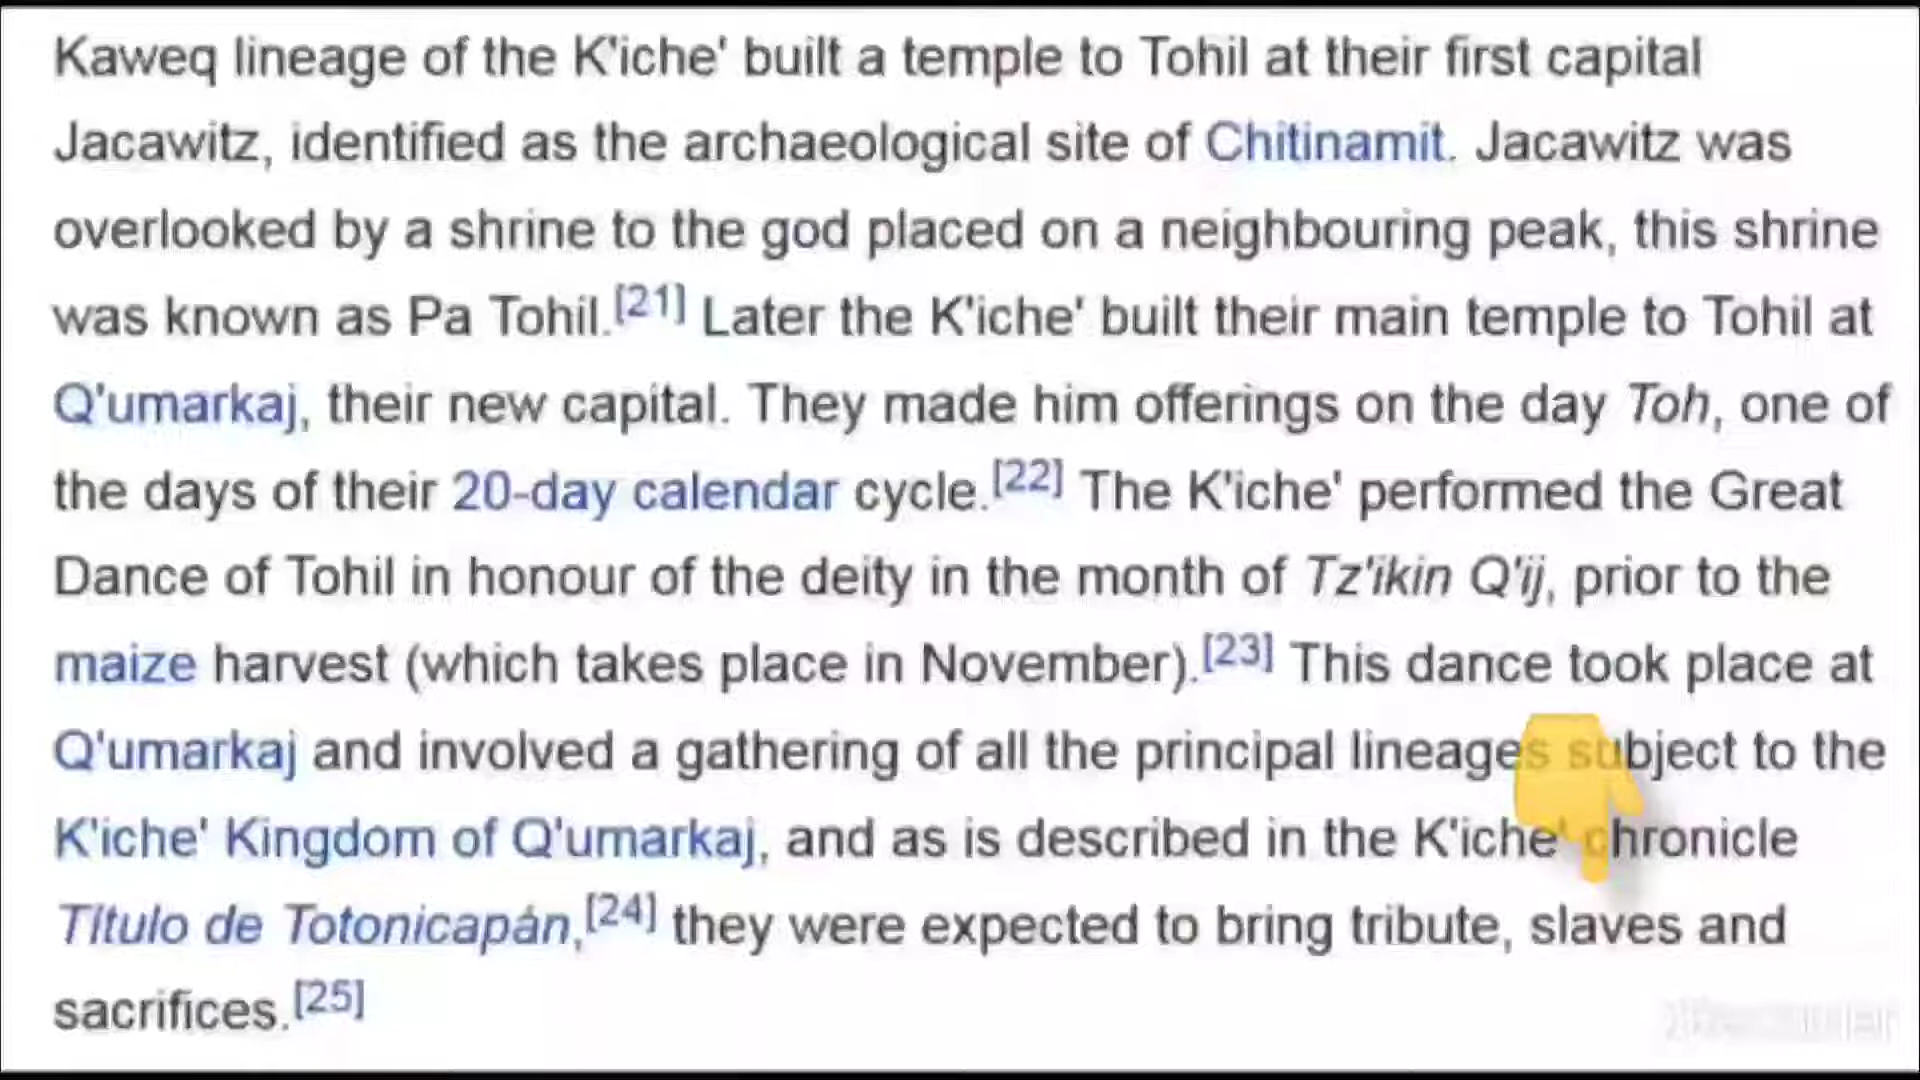 Kaweq lineage of the K'iche' built a temple to Tohil at their first capital
Jacawitz, identified as the archaeological site of Chitinamit. Jacawitz was
overlooked by a shrine to the god placed on a neighbouring peak, this shrine
was known as Pa Tohil.[21] Later the K'iche' built their main temple to Tohil at
Q'umarkaj, their new capital. They made him offerings on the day Toh, one of
the days of their 20-day calendar cycle.[22] The K'iche' performed the Great
Dance of Tohil in honour of the deity in the month of Tz'ikin Q'ij, prior to the
maize harvest (which takes place in November).[23] This dance took place at
Q'umarkaj and involved a gathering of all the principal lineages subject to the
K'iche' Kingdom of Q'umarkaj, and as is described in the K'iche' chronicle
Título de Totonicapán,[24] they were expected to bring tribute, slaves and
sacrifices.[25]